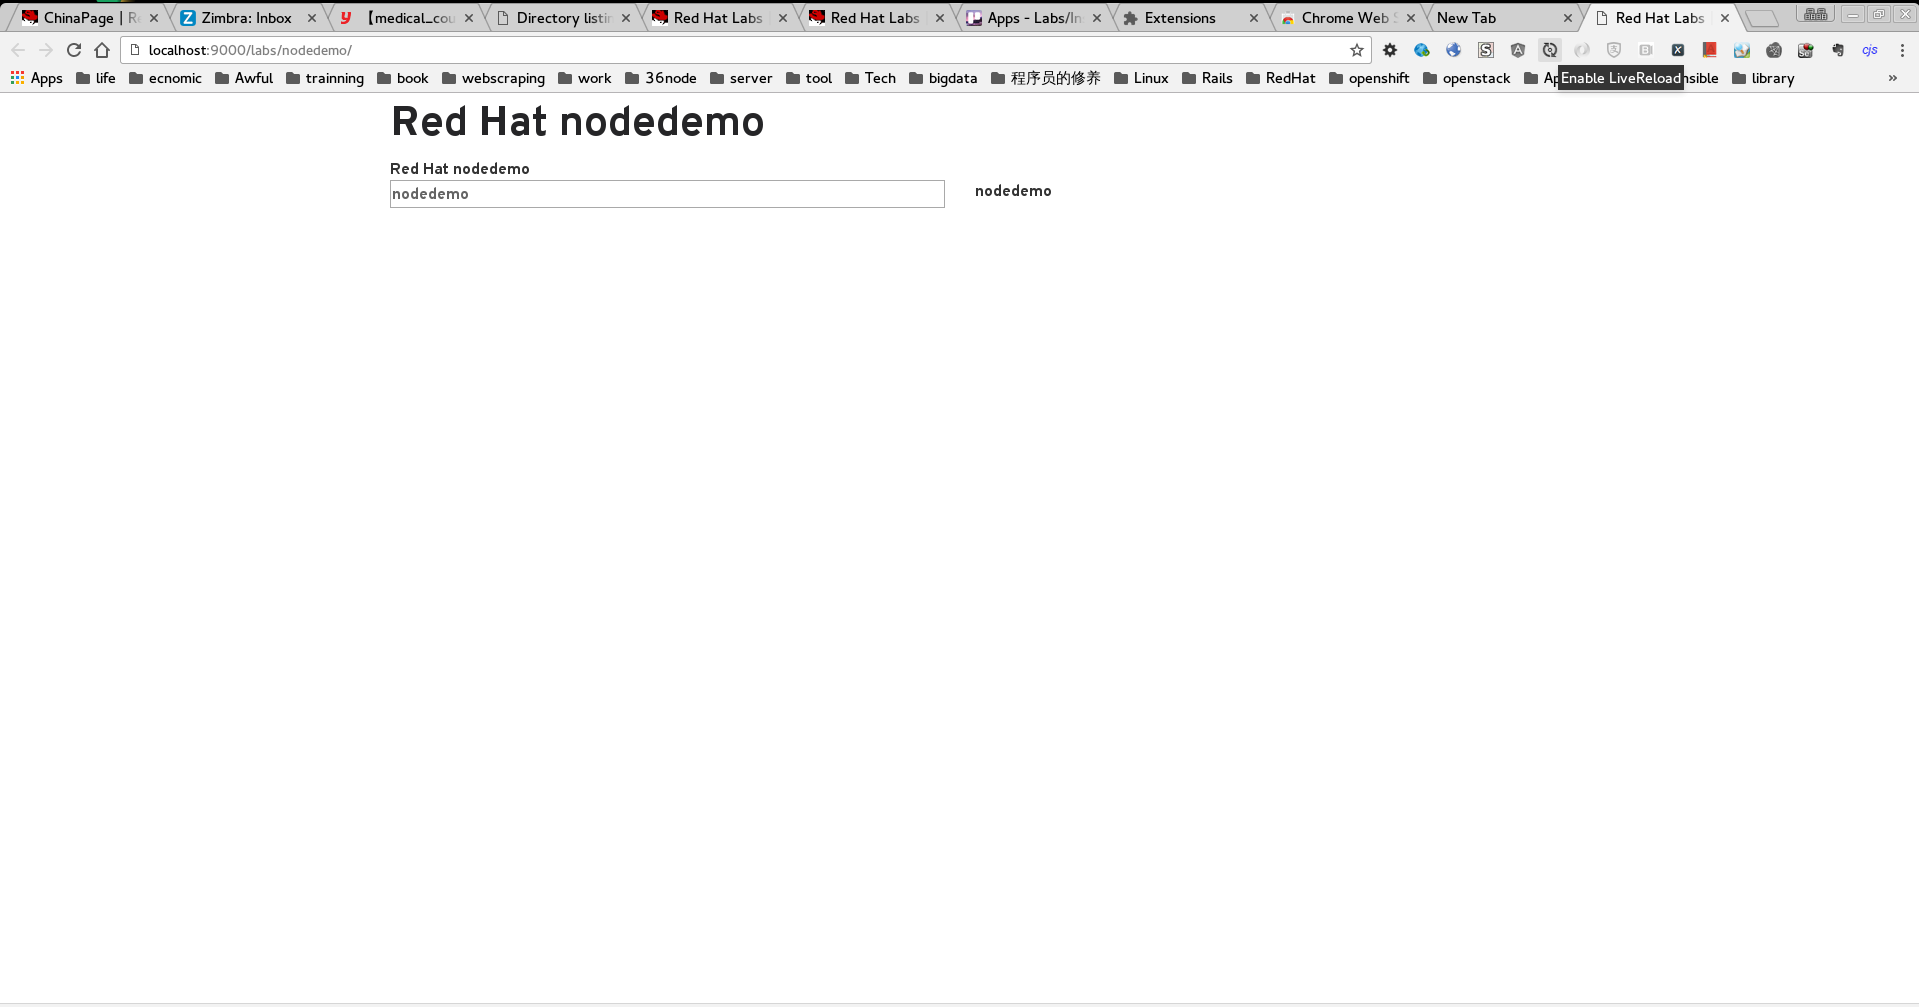 ChinaPage | Re
Zimbra: Inbox
【medical_cou
Directory listin
Red Hat Labs
Red Hat Labs
Apps - Labs/In
Extensions
Chrome Web S
New Tab
Red Hat Labs
localhost:9000/labs/nodedemo/
cjs
Apps life ecnomic Awful trainning book webscraping work 36node server tool Tech bigdata 程序员的修养 Linux Rails RedHat openshift openstack Ap nsible library »
Enable LiveReload
Red Hat nodedemo
Red Hat nodedemo
nodedemo
nodedemo